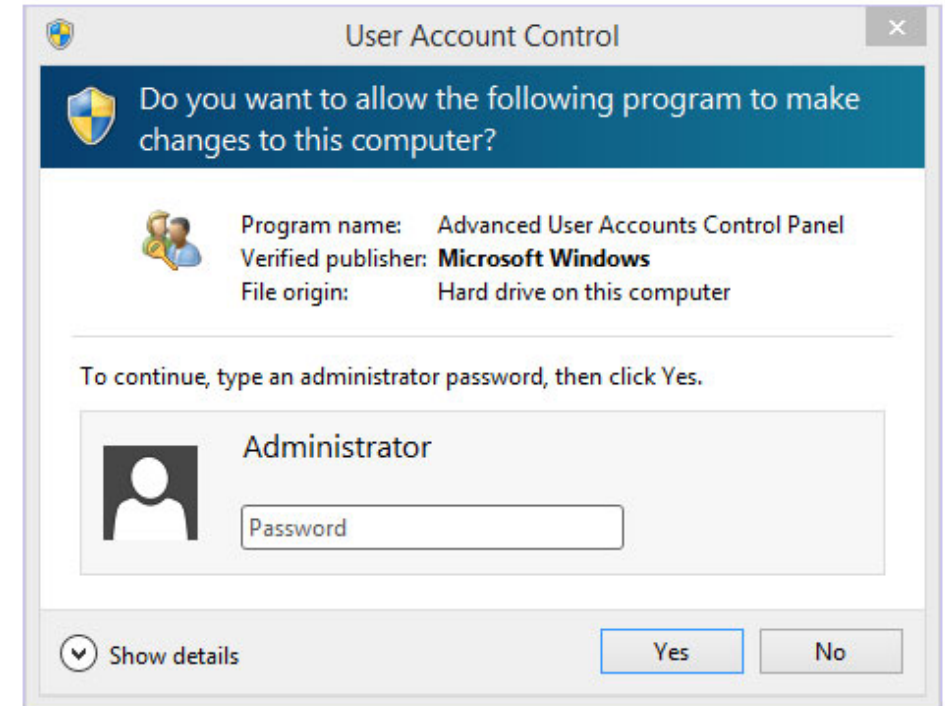 User Account Control
Do you want to allow the following program to make
changes to this computer?
Program name: Advanced User Accounts Control Panel
Verified publisher: Microsoft Windows
File origin: Hard drive on this computer
To continue, type an administrator password, then click Yes.
Administrator
Password
Show details
Yes
No